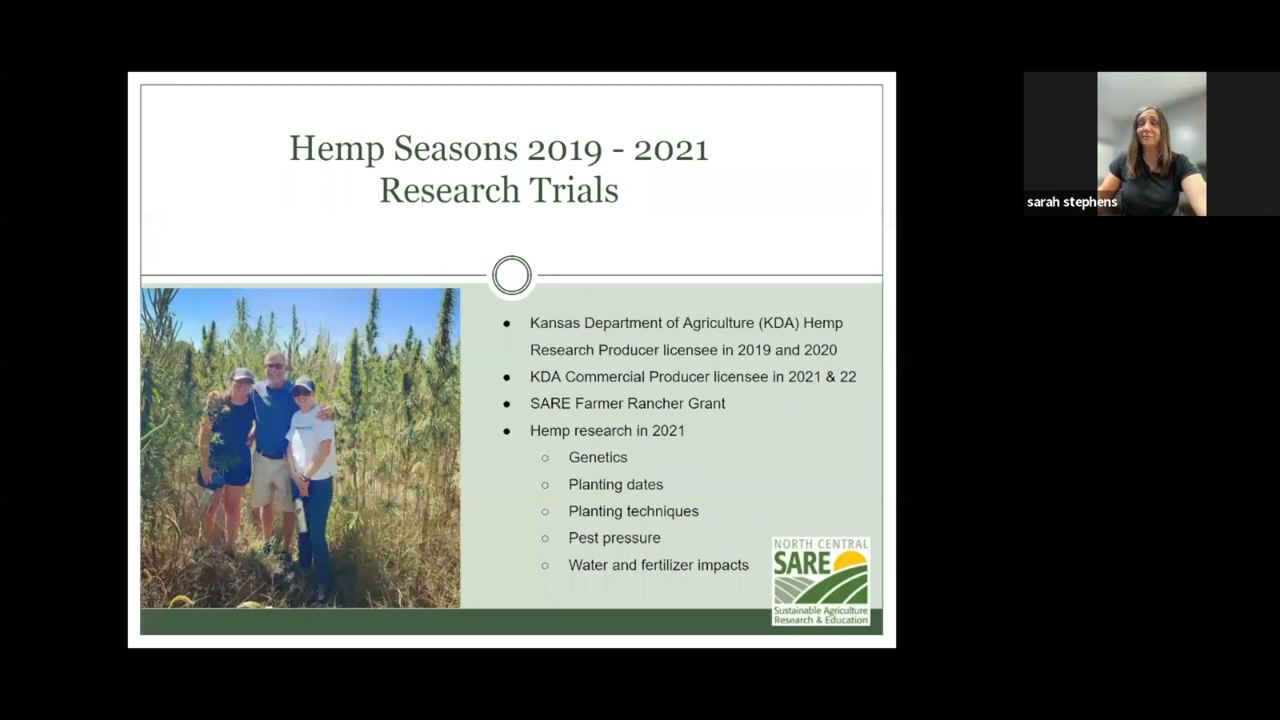 Hemp Seasons 2019 - 2021
Research Trials
● Kansas Department of Agriculture (KDA) Hemp
Research Producer licensee in 2019 and 2020
● KDA Commercial Producer licensee in 2021 & 22
● SARE Farmer Rancher Grant
● Hemp research in 2021
○ Genetics
○ Planting dates
○ Planting techniques
○ Pest pressure
○ Water and fertilizer impacts
NORTH CENTRAL
SARE
Sustainable Agriculture
Research & Education
sarah stephens